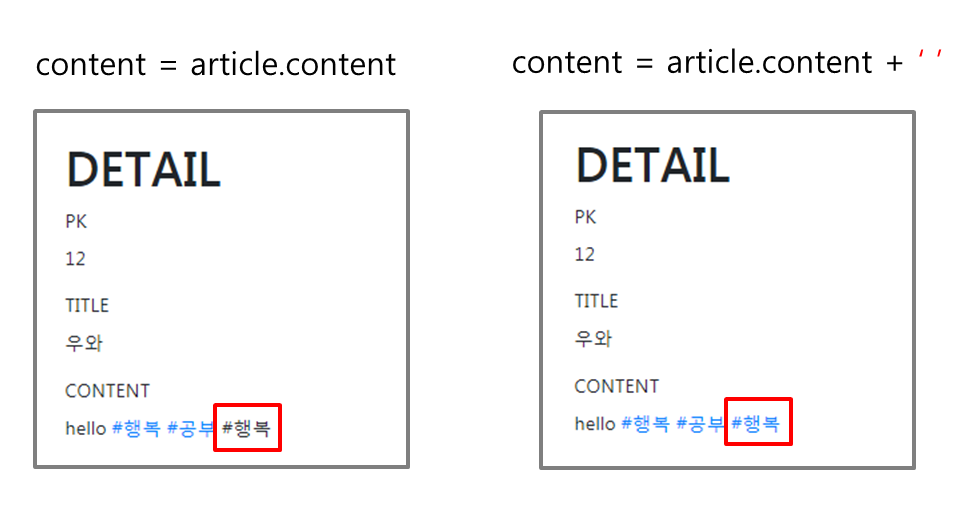 content = article.content
DETAIL
PK
12
TITLE
우와
CONTENT
hello #행복 #공부 #행복
content = article.content + ' '
DETAIL
PK
12
TITLE
우와
CONTENT
hello #행복 #공부 #행복